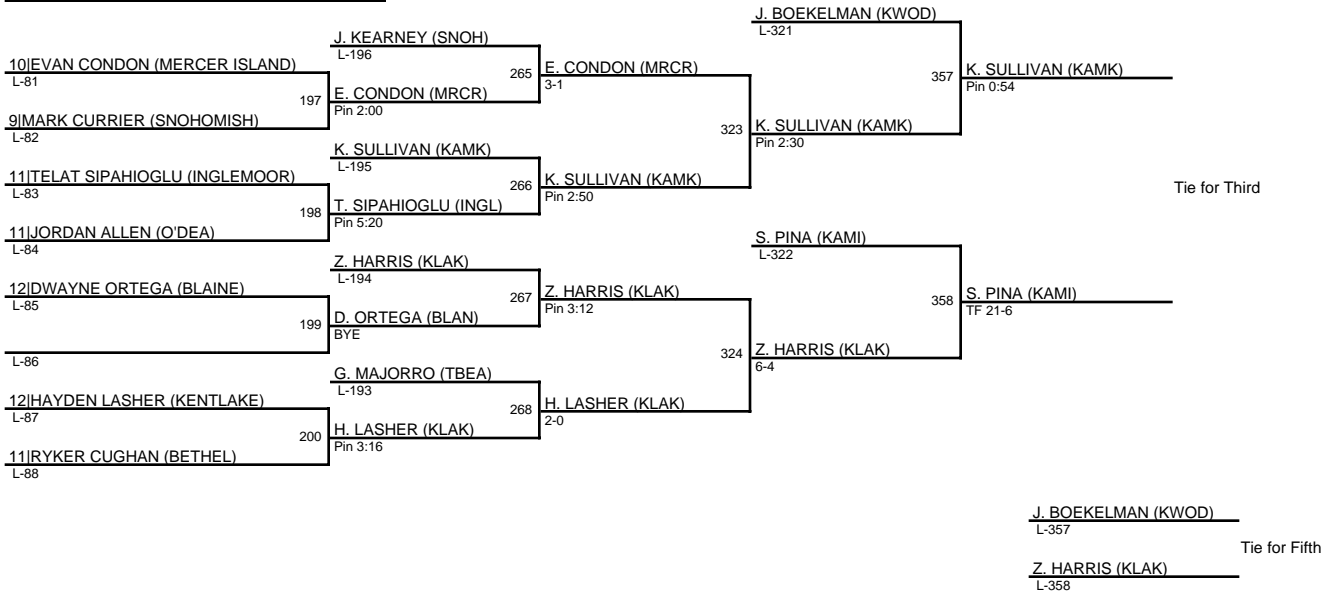 J. BOEKELMAN (KWOD)
L-321
J. KEARNEY (SNOH)
L-196
10|EVAN CONDON (MERCER ISLAND)
L-81
265
E. CONDON (MRCR)
3-1
357
K. SULLIVAN (KAMK)
Pin 0:54
197
E. CONDON (MRCR)
Pin 2:00
9|MARK CURRIER (SNOHOMISH)
L-82
323
K. SULLIVAN (KAMK)
Pin 2:30
K. SULLIVAN (KAMK)
L-195
11|TELAT SIPAHIOGLU (INGLEMOOR)
L-83
266
K. SULLIVAN (KAMK)
Pin 2:50
Tie for Third
198
T. SIPAHIOGLU (INGL)
Pin 5:20
11|JORDAN ALLEN (O'DEA)
L-84
S. PINA (KAMI)
L-322
Z. HARRIS (KLAK)
L-194
12|DWAYNE ORTEGA (BLAINE)
L-85
267
Z. HARRIS (KLAK)
Pin 3:12
358
S. PINA (KAMI)
TF 21-6
199
D. ORTEGA (BLAN)
BYE
L-86
324
Z. HARRIS (KLAK)
6-4
G. MAJORRO (TBEA)
L-193
12|HAYDEN LASHER (KENTLAKE)
L-87
268
H. LASHER (KLAK)
2-0
200
H. LASHER (KLAK)
Pin 3:16
11|RYKER CUGHAN (BETHEL)
L-88
J. BOEKELMAN (KWOD)
L-357
Tie for Fifth
Z. HARRIS (KLAK)
L-358